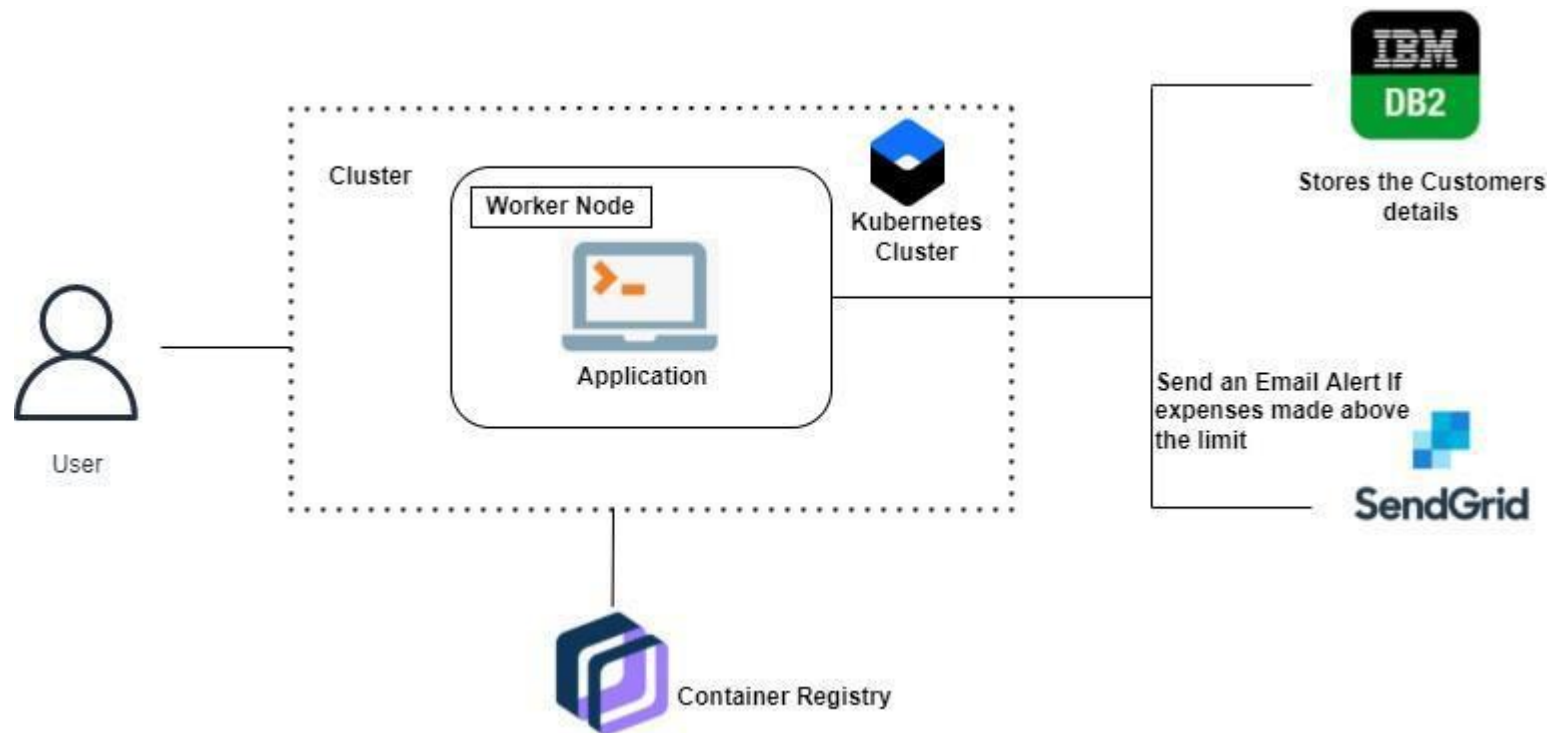 IBM
DB2
Stores the Customers
details
Cluster
Worker Node
Kubernetes
Cluster
Application
User
Send an Email Alert If
expenses made above
the limit
SendGrid
Container Registry